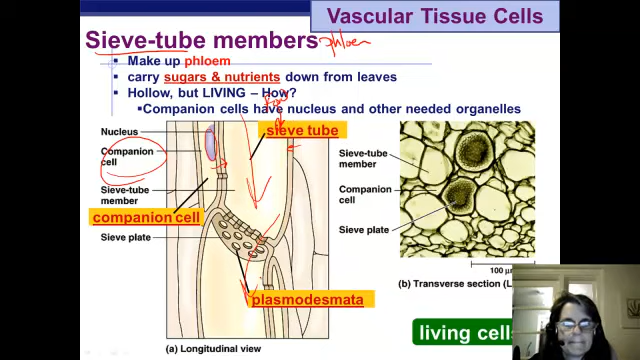 Vascular Tissue Cells
Sieve-tube members phloem
Make up phloem
carry sugars & nutrients down from leaves
Hollow, but LIVING – How?
Companion cells have nucleus and other needed organelles
Nucleus
Companion
cell
Sieve-tube
member
companion cell
Sieve plate
sieve tube
plasmodesmata
(a) Longitudinal view
Sieve-tube
member
Companion
cell
Sieve plate
100 µm
(b) Transverse section (L
living cells